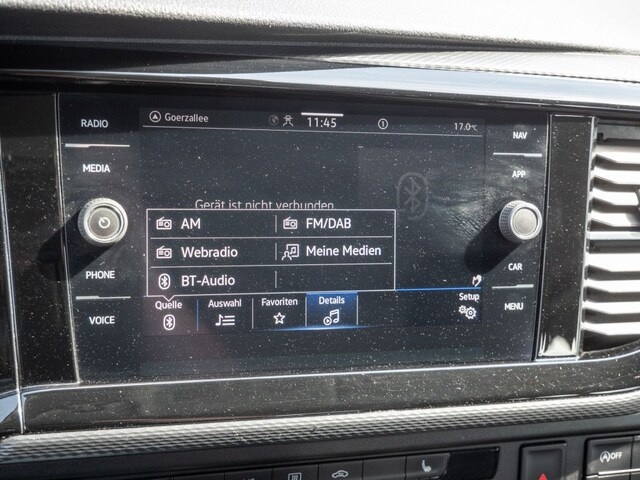 RADIO
MEDIA
PHONE
VOICE
Goerzallee
11:45
1
17.0°C
Gerät ist nicht verbunden
AM
FM/DAB
Webradio
Meine Medien
BT-Audio
Quelle
Auswahl
Favoriten
Details
Setup
NAV
APP
CAR
MENU
OFF